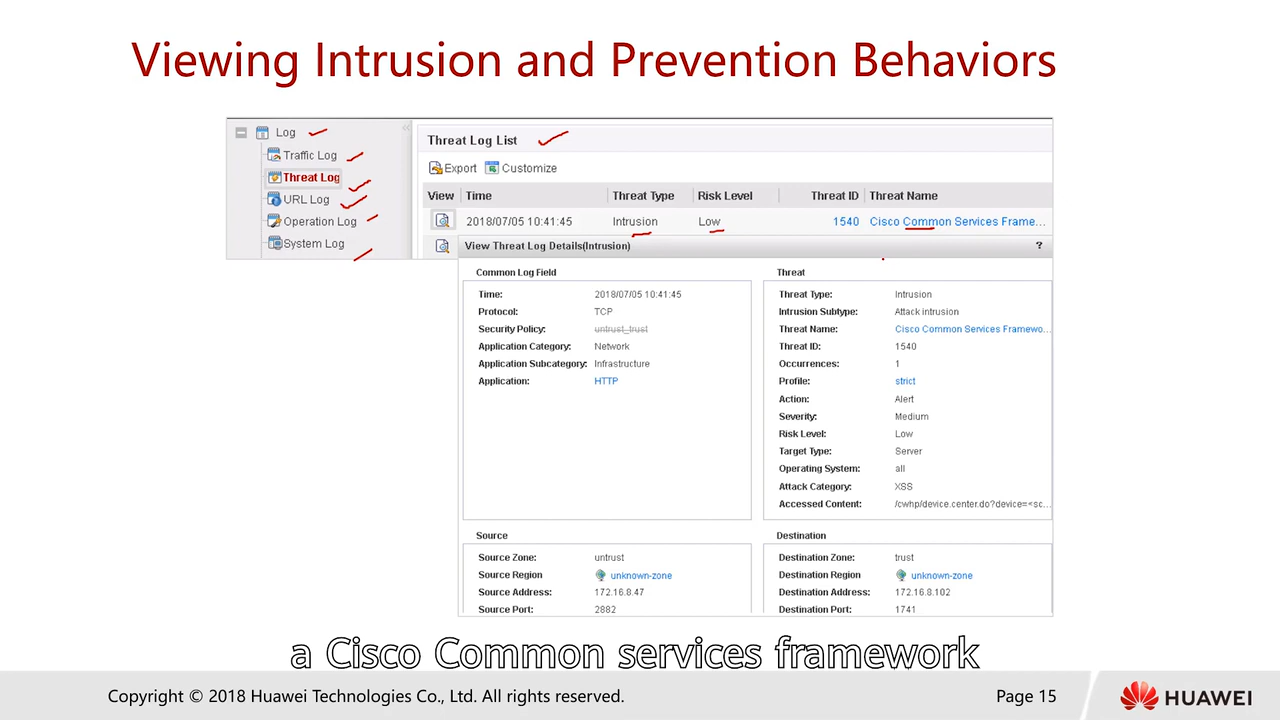 Viewing Intrusion and Prevention Behaviors
Log
Traffic Log
Threat Log
URL Log
Operation Log
System Log
Threat Log List
Export Customize
View Time Threat Type Risk Level Threat ID Threat Name
2018/07/05 10:41:45 Intrusion Low 1540 Cisco Common Services Frame...
View Threat Log Details(Intrusion) ?
Common Log Field
Time: 2018/07/05 10:41:45
Protocol: TCP
Security Policy: untrust_trust
Application Category: Network
Application Subcategory: Infrastructure
Application: HTTP
Threat
Threat Type: Intrusion
Intrusion Subtype: Attack intrusion
Threat Name: Cisco Common Services Framewo...
Threat ID: 1540
Occurrences: 1
Profile: strict
Action: Alert
Severity: Medium
Risk Level: Low
Target Type: Server
Operating System: all
Attack Category: XSS
Accessed Content: /cwhp/device.center.do?device=<sc...
Source
Source Zone: untrust
Source Region unknown-zone
Source Address: 172.16.8.47
Source Port: 2882
Destination
Destination Zone: trust
Destination Region unknown-zone
Destination Address: 172.16.8.102
Destination Port: 1741
a Cisco Common services framework
Copyright © 2018 Huawei Technologies Co., Ltd. All rights reserved. Page 15
HUAWEI